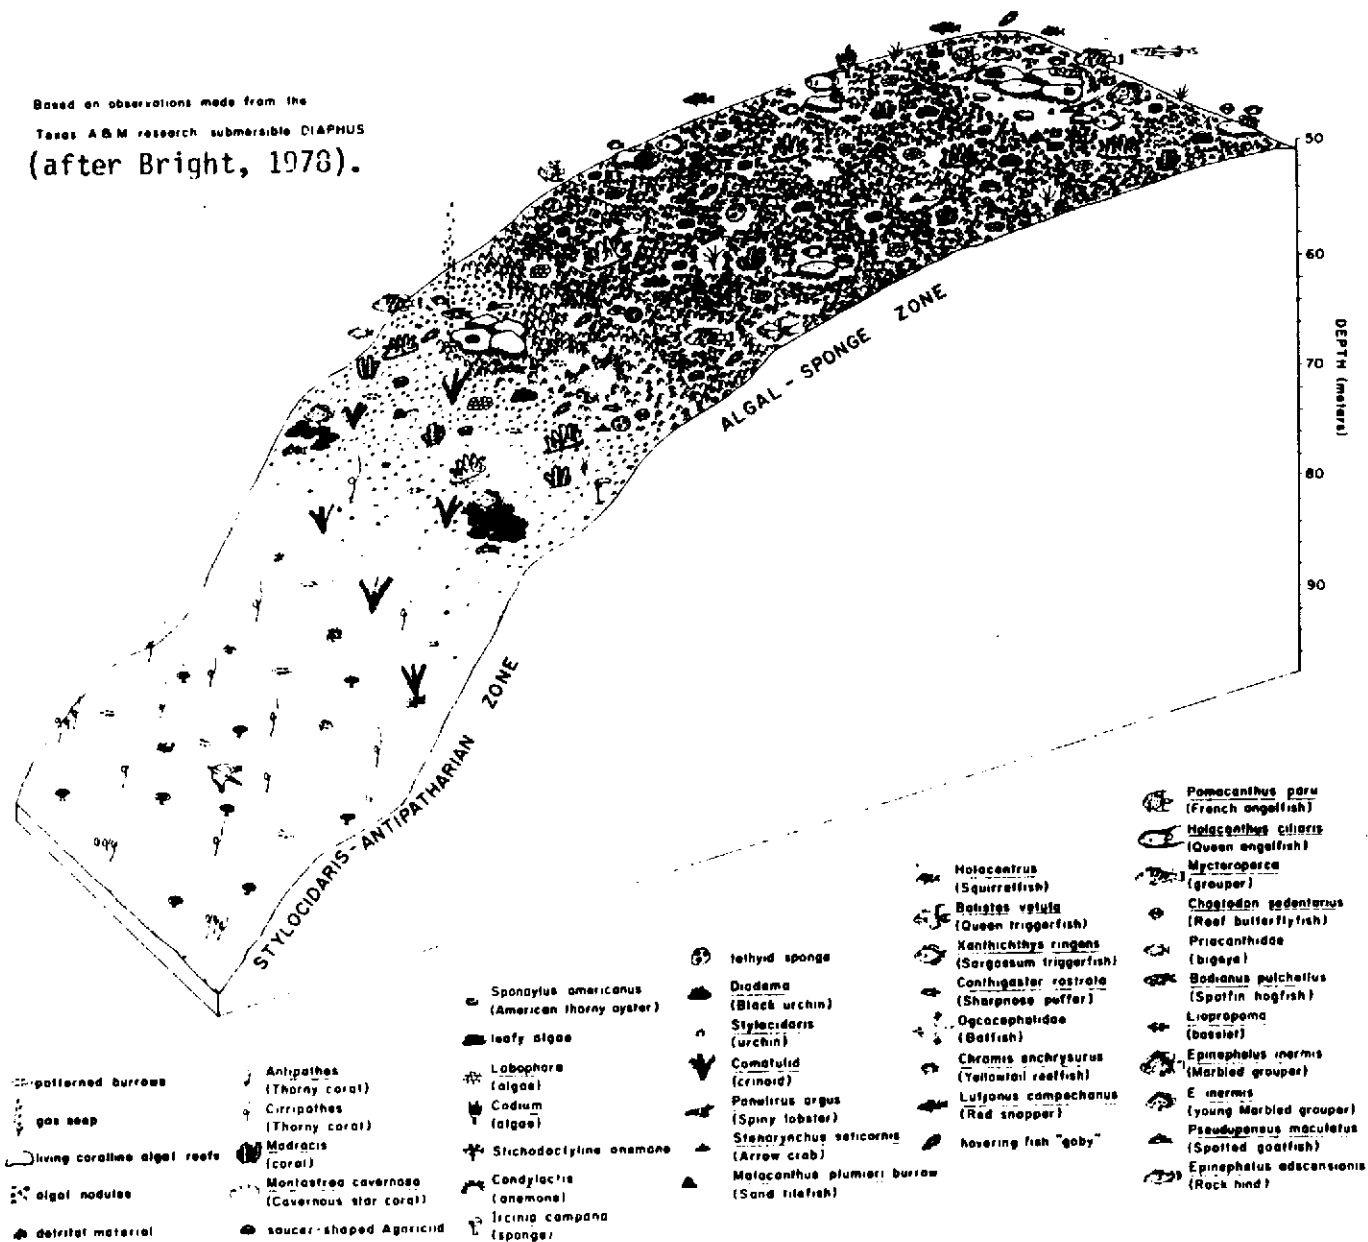 Based on observations made from the
Texas A&M research submersible DIAPHUS
(after Bright, 1978).
50
60
70
80
90
DEPTH (meters)
ALGAL - SPONGE ZONE
STYLOCIDARIS - ANTIPATHARIAN ZONE
patterned burrows
gas seep
living coralline algal reefs
algal nodules
detrital material
Antipathes
(Thorny coral)
Cirripathes
(Thorny coral)
Madracis
(coral)
Montastrea cavernosa
(Cavernous star coral)
saucer-shaped Agariciid
Spondylus americanus
(American thorny oyster)
leafy algae
Lobophora
(algae)
Codium
(algae)
Stichodactyline anemone
Condylactis
(anemone)
Ircinia campana
(sponge)
tethyid sponge
Diadema
(Black urchin)
Stylocidaris
(urchin)
Comatulid
(crinoid)
Panulirus argus
(Spiny lobster)
Stenorynchus seticornis
(Arrow crab)
Malacanthus plumieri burrow
(Sand tilefish)
Holocentrus
(Squirrelfish)
Balistes vetula
(Queen triggerfish)
Xanthichthys ringens
(Sargassum triggerfish)
Canthigaster rostrata
(Sharpnose puffer)
Ogcocephalidae
(Batfish)
Chromis enchrysurus
(Yellowtail reeffish)
Lutjanus campechanus
(Red snapper)
hovering fish "goby"
Pomacanthus paru
(French angelfish)
Holacanthus ciliaris
(Queen angelfish)
Mycteroperca
(grouper)
Chaetodon sedentarius
(Reef butterflyfish)
Priacanthidae
(bigeye)
Bodianus pulchellus
(Spotfin hogfish)
Liopropoma
(basslet)
Epinephelus inermis
(Marbled grouper)
E inermis
(young Marbled grouper)
Pseudupeneus maculatus
(Spotted goatfish)
Epinephelus adscensionis
(Rock hind)